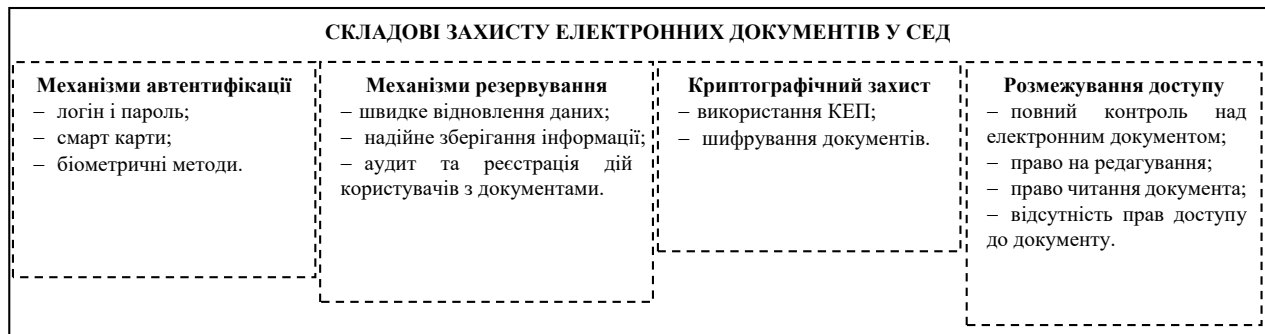 СКЛАДОВІ ЗАХИСТУ ЕЛЕКТРОННИХ ДОКУМЕНТІВ У СЕД
Механізми автентифікації
– логін і пароль;
– смарт карти;
– біометричні методи.
Механізми резервування
– швидке відновлення даних;
– надійне зберігання інформації;
– аудит та реєстрація дій
користувачів з документами.
Криптографічний захист
– використання КЕП;
– шифрування документів.
Розмежування доступу
– повний контроль над
електронним документом;
– право на редагування;
– право читання документа;
– відсутність прав доступу
до документу.